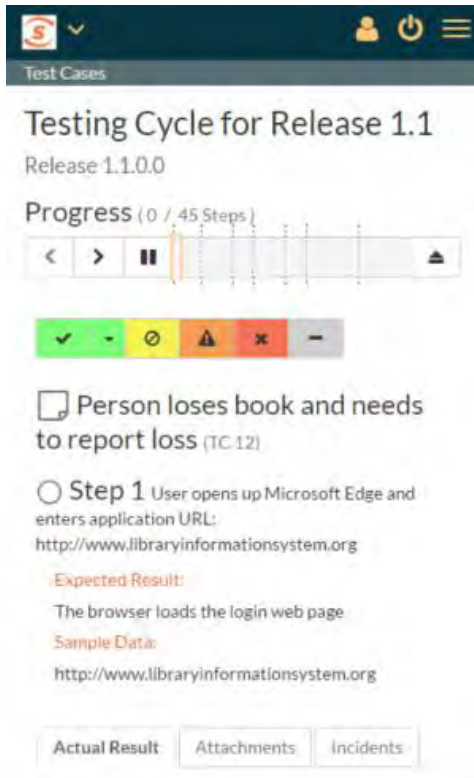 S
Test Cases
Testing Cycle for Release 1.1
Release 1.1.0.0
Progress (0 / 45 Steps)
Person loses book and needs
to report loss (TC 12)
Step 1 User opens up Microsoft Edge and
enters application URL:
http://www.libraryinformationsystem.org
Expected Result:
The browser loads the login web page
Sample Data:
http://www.libraryinformationsystem.org
Actual Result Attachments Incidents